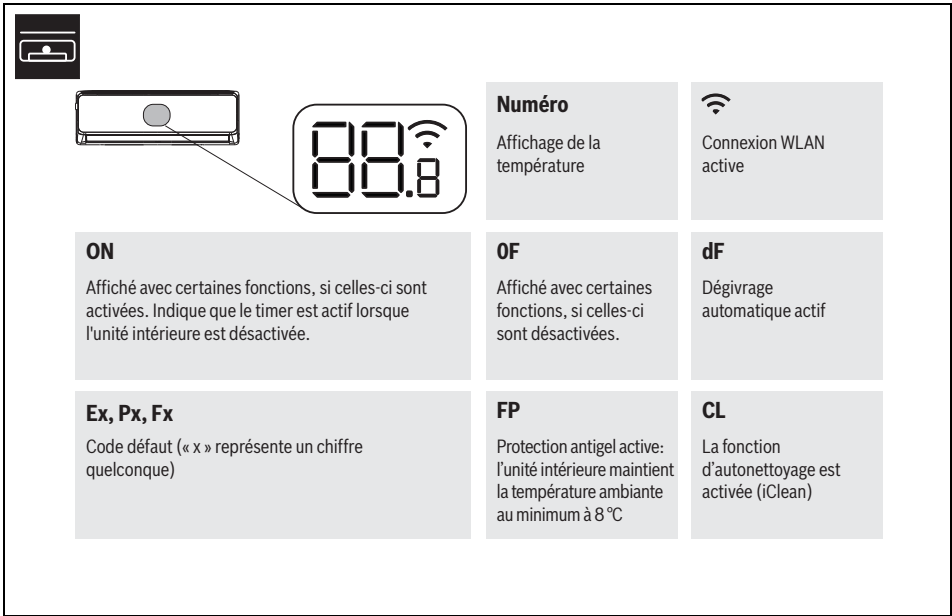 88.8
Numéro
Affichage de la
température
Connexion WLAN
active
ON
Affiché avec certaines fonctions, si celles-ci sont
activées. Indique que le timer est actif lorsque
l'unité intérieure est désactivée.
0F
Affiché avec certaines
fonctions, si celles-ci
sont désactivées.
dF
Dégivrage
automatique actif
Ex, Px, Fx
Code défaut (« x » représente un chiffre
quelconque)
FP
Protection antigel active:
l’unité intérieure maintient
la température ambiante
au minimum à 8 °C
CL
La fonction
d’autonettoyage est
activée (iClean)